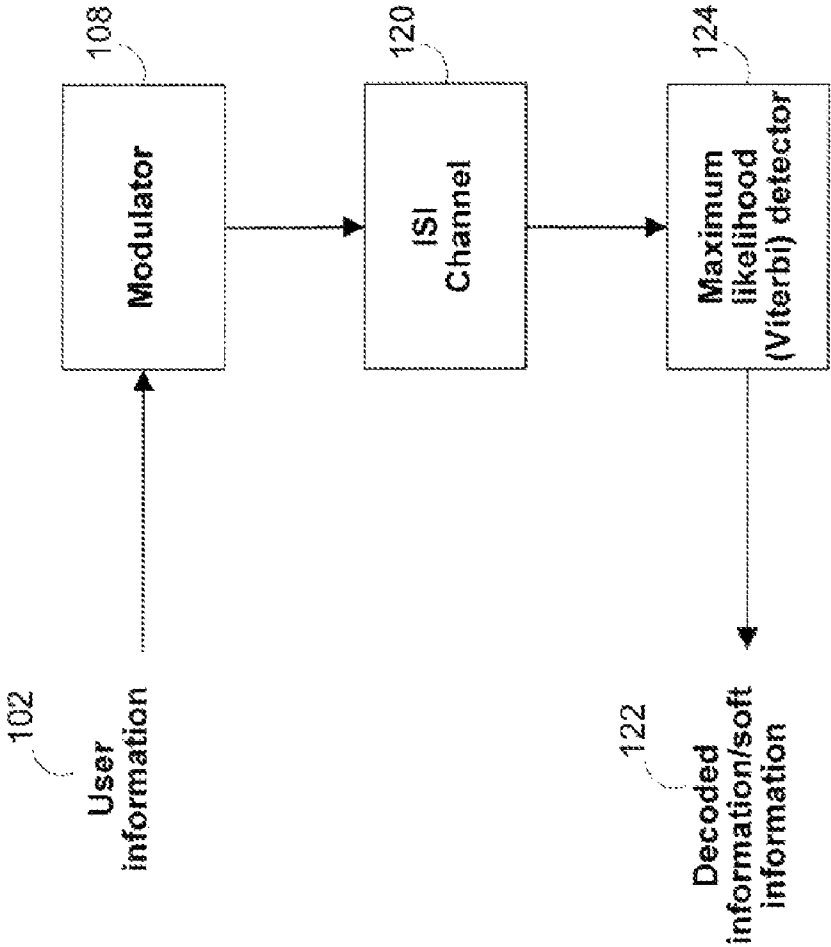 102
User
information
108
Modulator
120
ISI
Channel
124
Maximum
likelihood
(Viterbi) detector
122
Decoded
information/soft
information